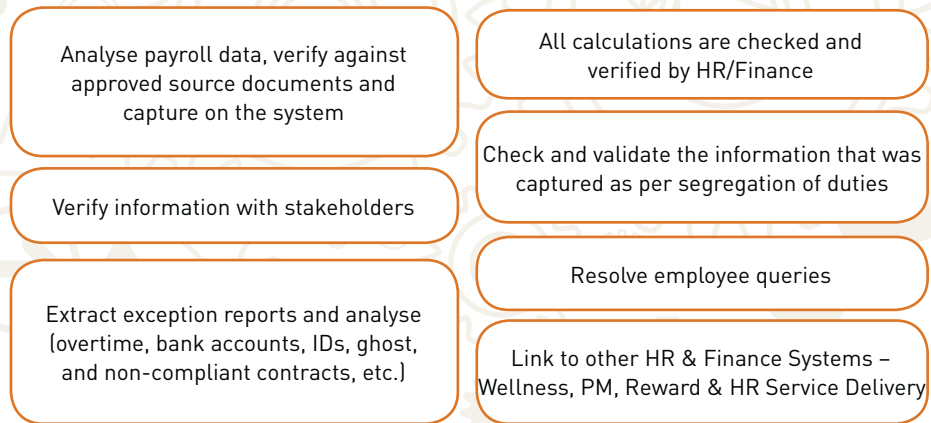 Analyse payroll data, verify against
approved source documents and
capture on the system
Verify information with stakeholders
Extract exception reports and analyse
(overtime, bank accounts, IDs, ghost,
and non-compliant contracts, etc.)
All calculations are checked and
verified by HR/Finance
Check and validate the information that was
captured as per segregation of duties
Resolve employee queries
Link to other HR & Finance Systems –
Wellness, PM, Reward & HR Service Delivery